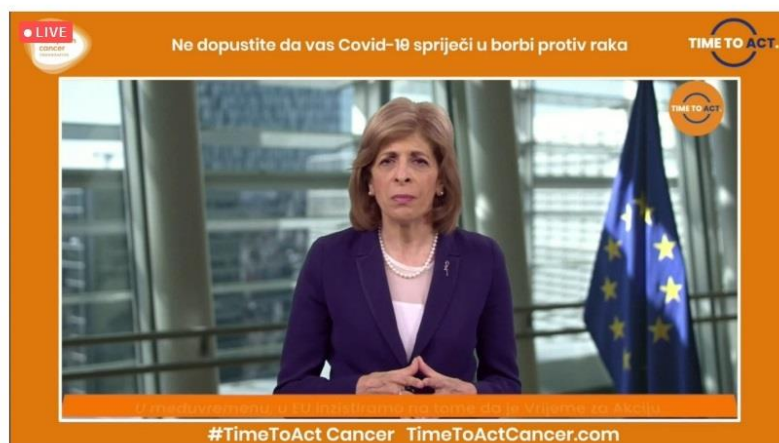 LIVE
cancer
Ne dopustite da vas Covid-19 spriječi u borbi protiv raka
TIME TO ACT.
TIME TO ACT.
U međuvremenu, u EU inzistiramo na tome da je Vrijeme za Akciju
#TimeToAct Cancer TimeToActCancer.com